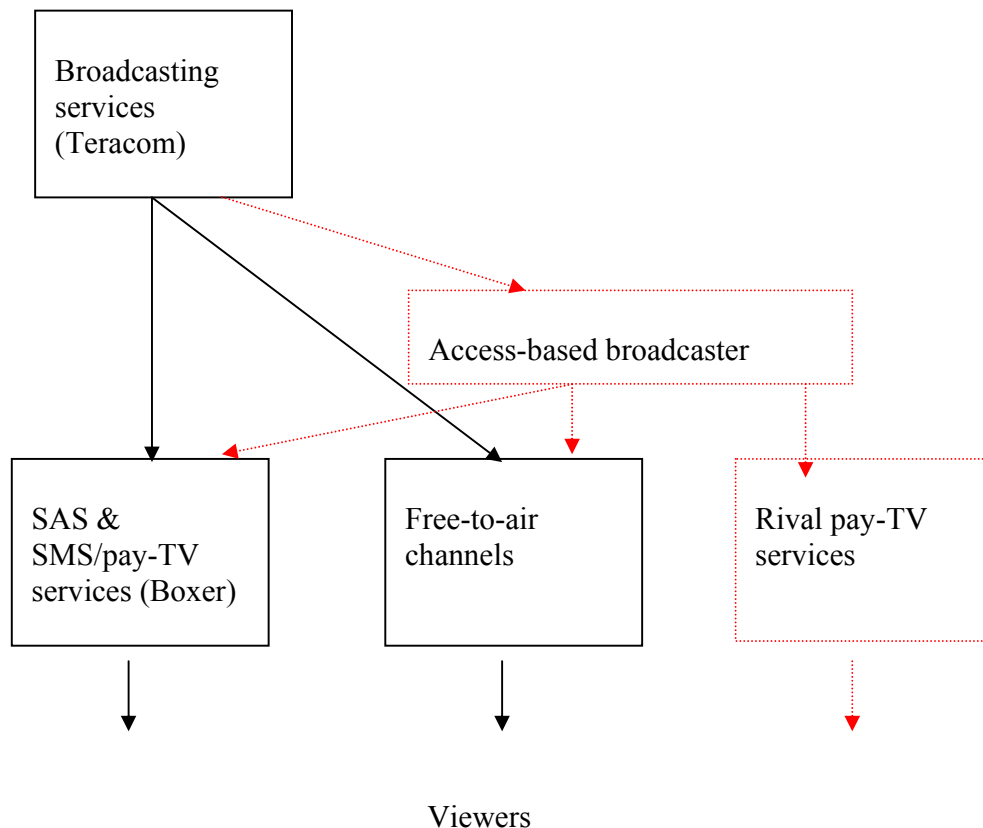 Broadcasting
services
(Teracom)
Access-based broadcaster
SAS &
SMS/pay-TV
services (Boxer)
Free-to-air
channels
Rival pay-TV
services
Viewers